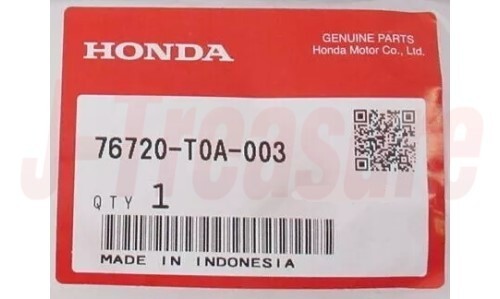 HONDA
GENUINE PARTS
Honda Motor Co., Ltd.
76720-T0A-003
J-Treasure
QTY 1
MADE IN INDONESIA